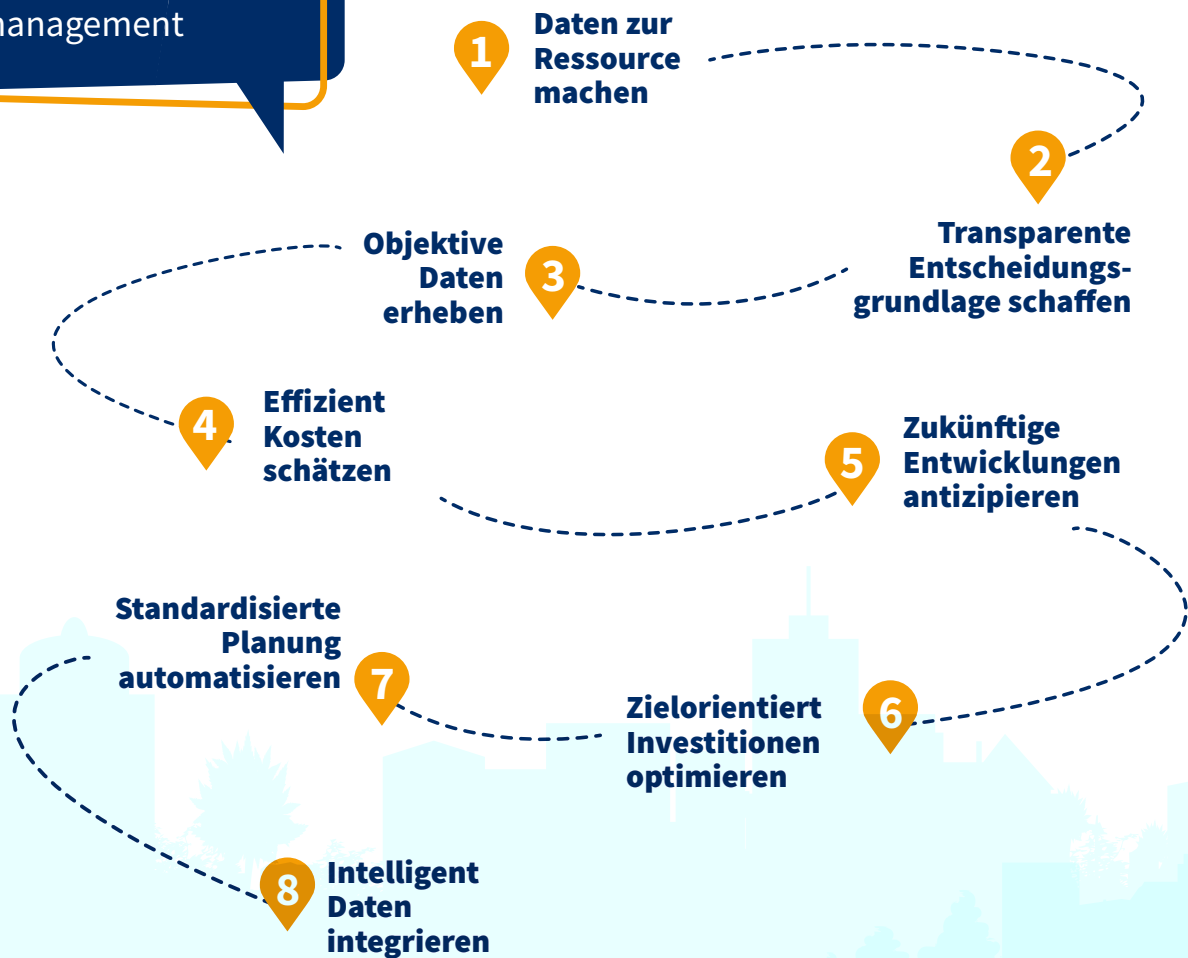 management
1
Daten zur
Ressource
machen
2
Transparente
Entscheidungs-
grundlage schaffen
3
Objektive
Daten
erheben
4
Effizient
Kosten
schätzen
5
Zukünftige
Entwicklungen
antizipieren
6
Zielorientiert
Investitionen
optimieren
7
Standardisierte
Planung
automatisieren
8
Intelligent
Daten
integrieren